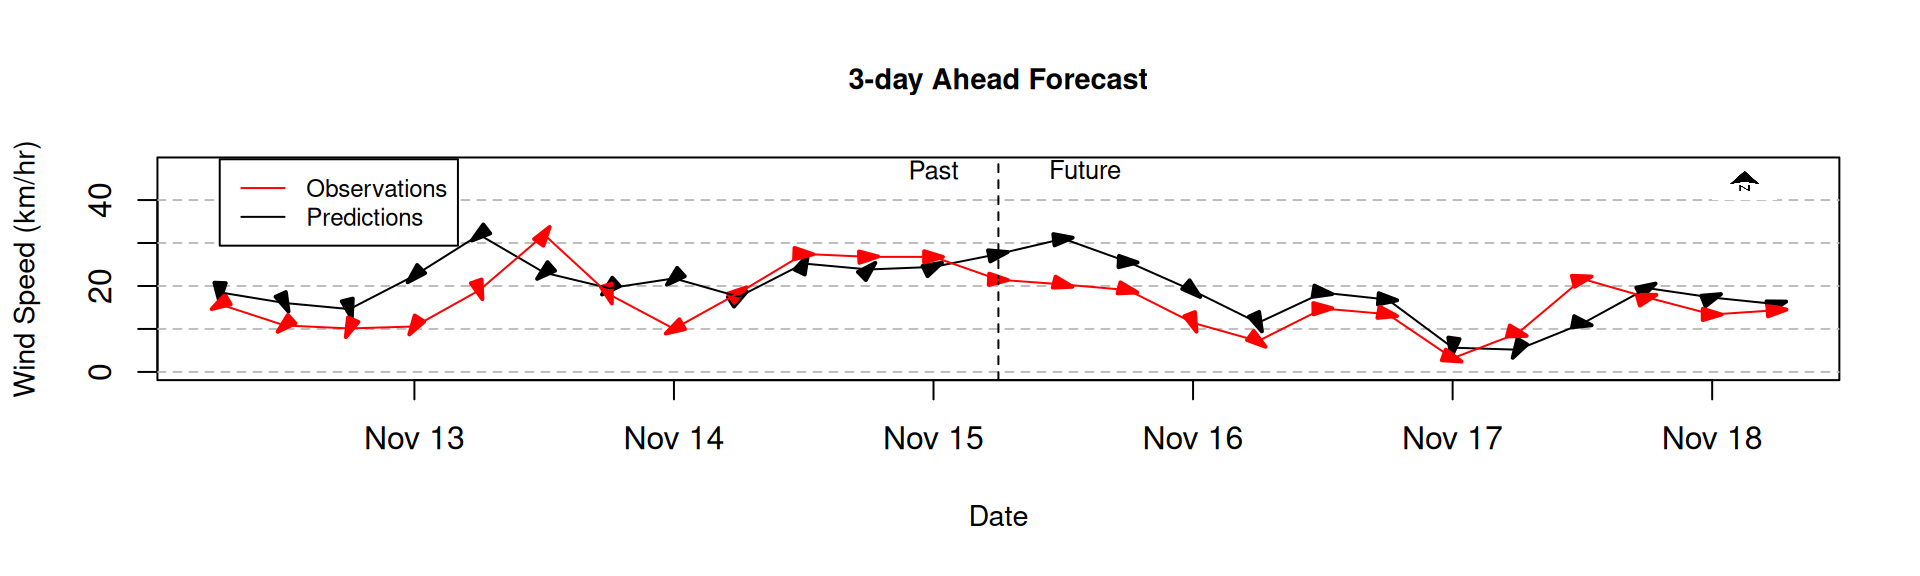 3-day Ahead Forecast
Wind Speed (km/hr)
40
20
0
Observations
Predictions
Past
Future
N
Nov 13
Nov 14
Nov 15
Nov 16
Nov 17
Nov 18
Date